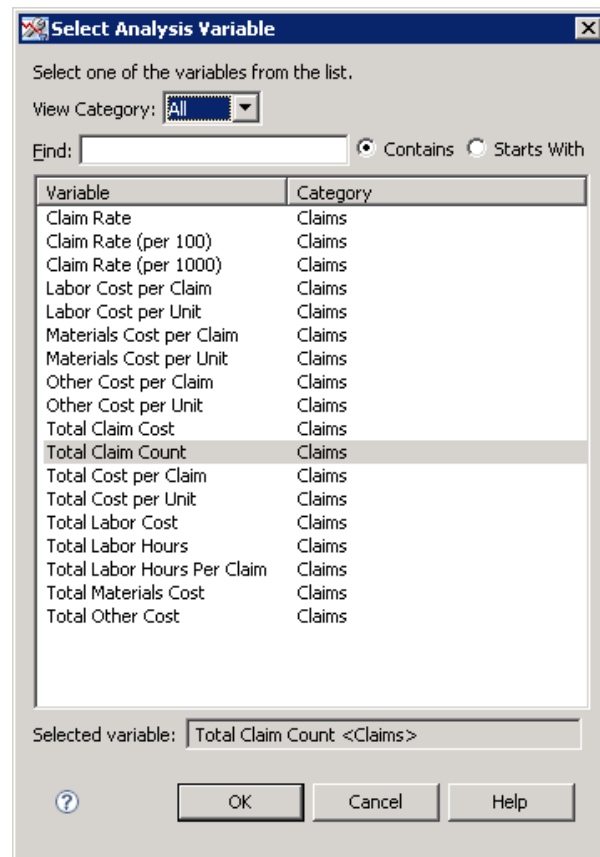 Select Analysis Variable
Select one of the variables from the list.
View Category: All
Find: Contains Starts With
Variable Category
Claim Rate Claims
Claim Rate (per 100) Claims
Claim Rate (per 1000) Claims
Labor Cost per Claim Claims
Labor Cost per Unit Claims
Materials Cost per Claim Claims
Materials Cost per Unit Claims
Other Cost per Claim Claims
Other Cost per Unit Claims
Total Claim Cost Claims
Total Claim Count Claims
Total Cost per Claim Claims
Total Cost per Unit Claims
Total Labor Cost Claims
Total Labor Hours Claims
Total Labor Hours Per Claim Claims
Total Materials Cost Claims
Total Other Cost Claims
Selected variable: Total Claim Count <Claims>
? OK Cancel Help